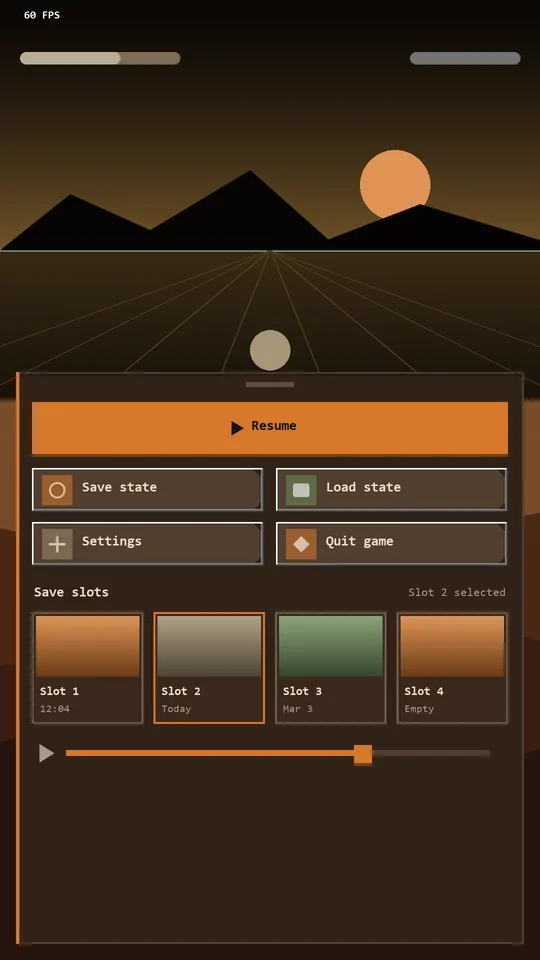 60 FPS
Resume
Save state
Load state
Settings
Quit game
Save slots
Slot 2 selected
Slot 1
12:04
Slot 2
Today
Slot 3
Mar 3
Slot 4
Empty